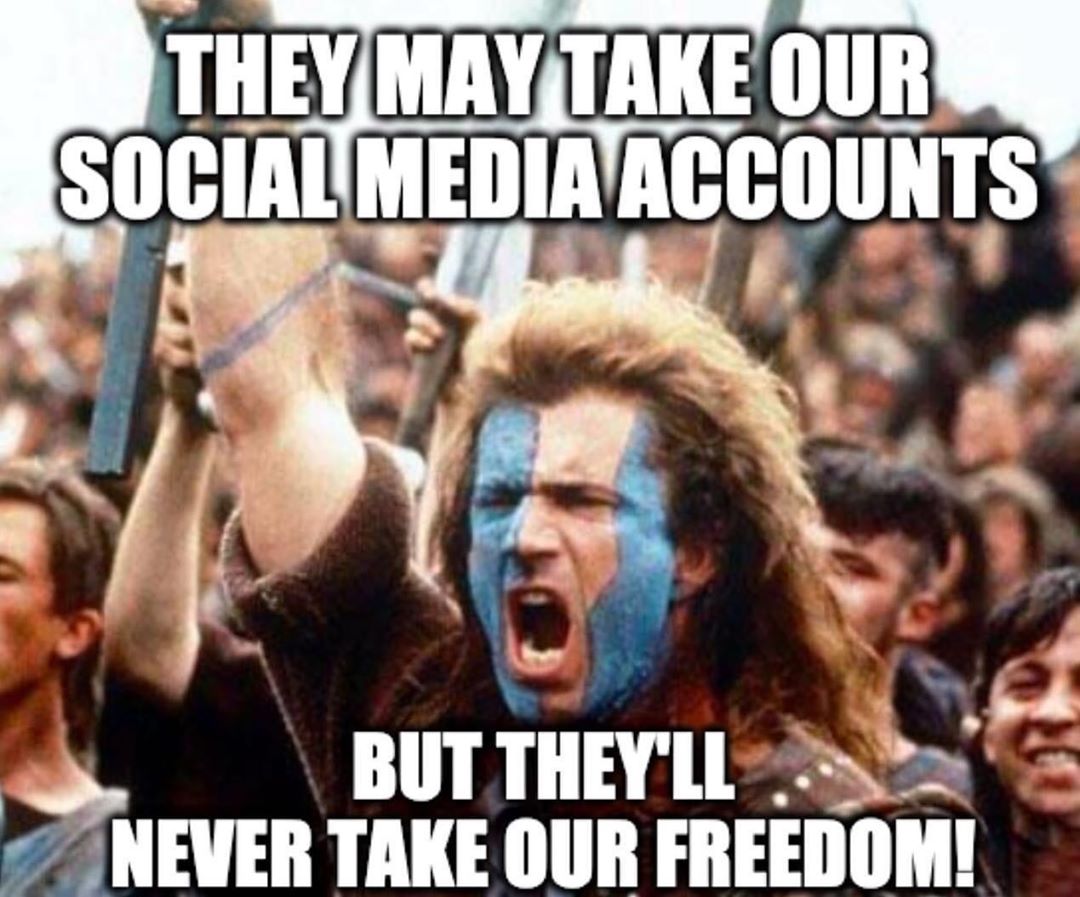 THEY MAY TAKE OUR
SOCIAL MEDIA ACCOUNTS
BUT THEY'LL
NEVER TAKE OUR FREEDOM!